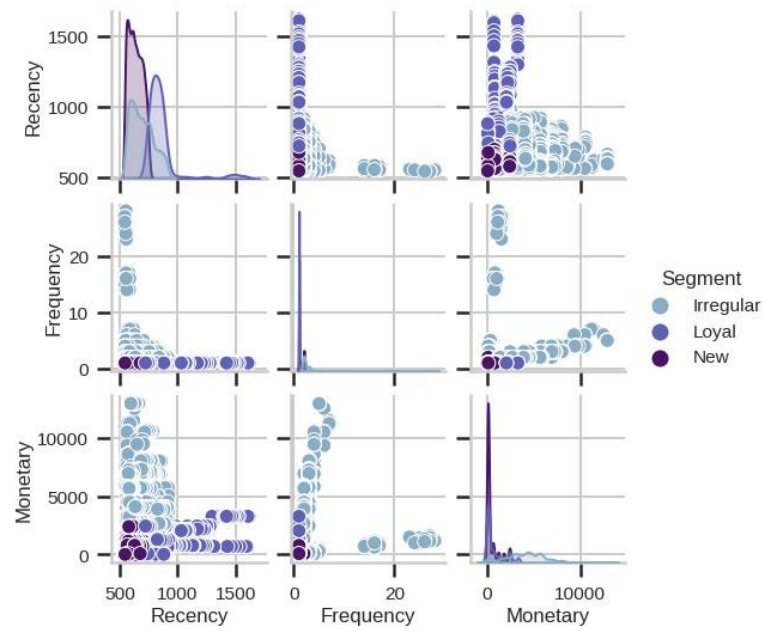 Recency
1500
1000
500
Frequency
20
10
0
Monetary
10000
5000
0
500 1000 1500
Recency
0 20
Frequency
0 10000
Monetary
Segment
Irregular
Loyal
New